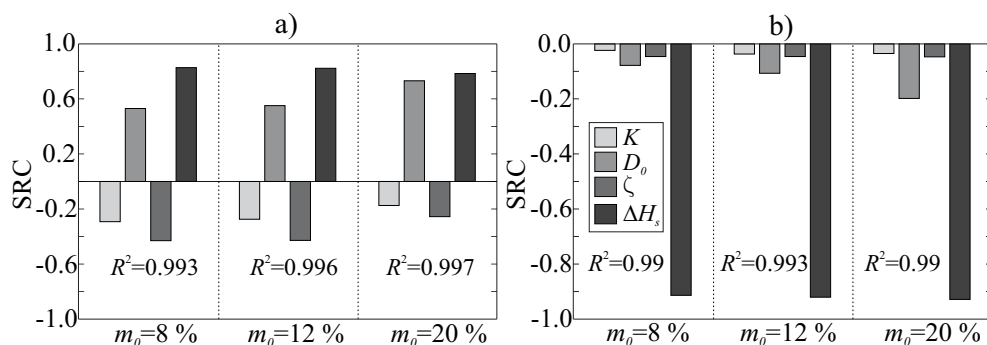 a)
SRC
1.0
0.6
0.2
-0.2
-0.6
-1.0
R²=0.993
R²=0.996
R²=0.997
m₀=8 %
m₀=12 %
m₀=20 %
b)
SRC
0.0
-0.2
-0.4
-0.6
-0.8
-1.0
K
D₀
ζ
ΔHₛ
R²=0.99
R²=0.993
R²=0.99
m₀=8 %
m₀=12 %
m₀=20 %